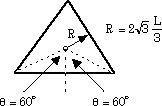 R
R = 2√3 L/3
θ = 60° θ = 60°